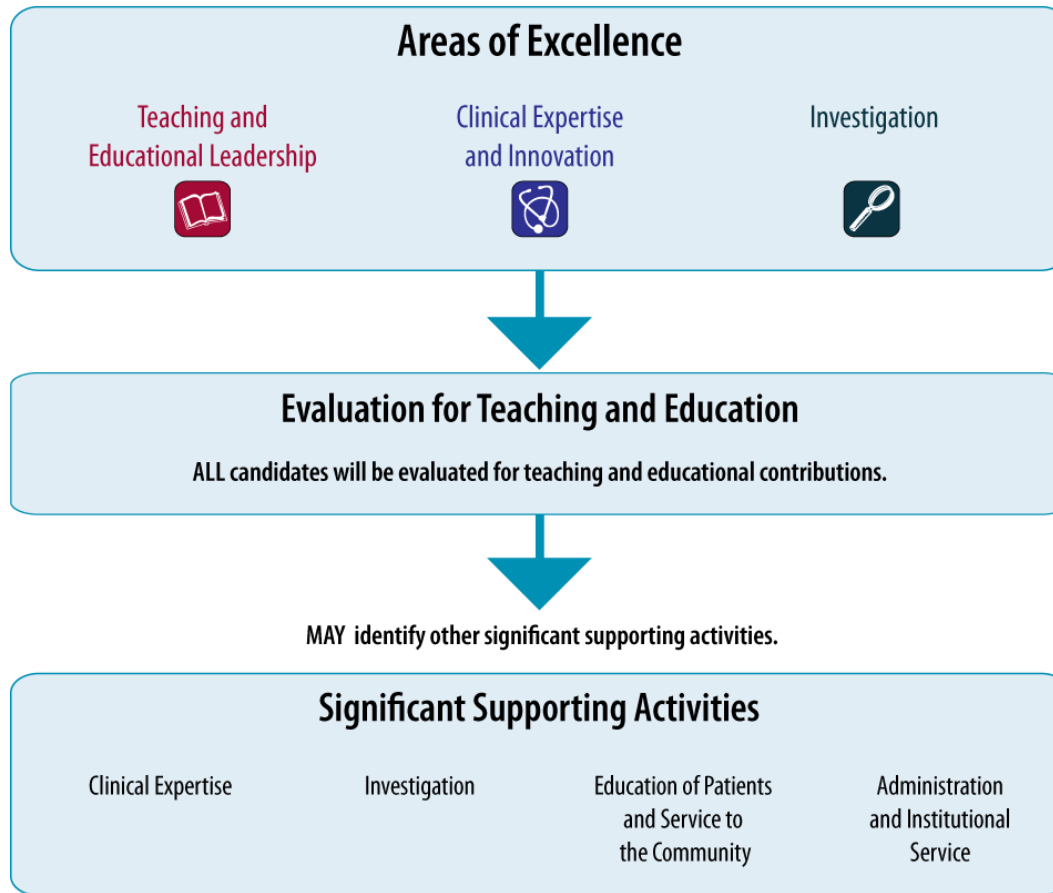 Areas of Excellence
Teaching and
Educational Leadership
Clinical Expertise
and Innovation
Investigation
Evaluation for Teaching and Education
ALL candidates will be evaluated for teaching and educational contributions.
MAY identify other significant supporting activities.
Significant Supporting Activities
Clinical Expertise
Investigation
Education of Patients
and Service to
the Community
Administration
and Institutional
Service